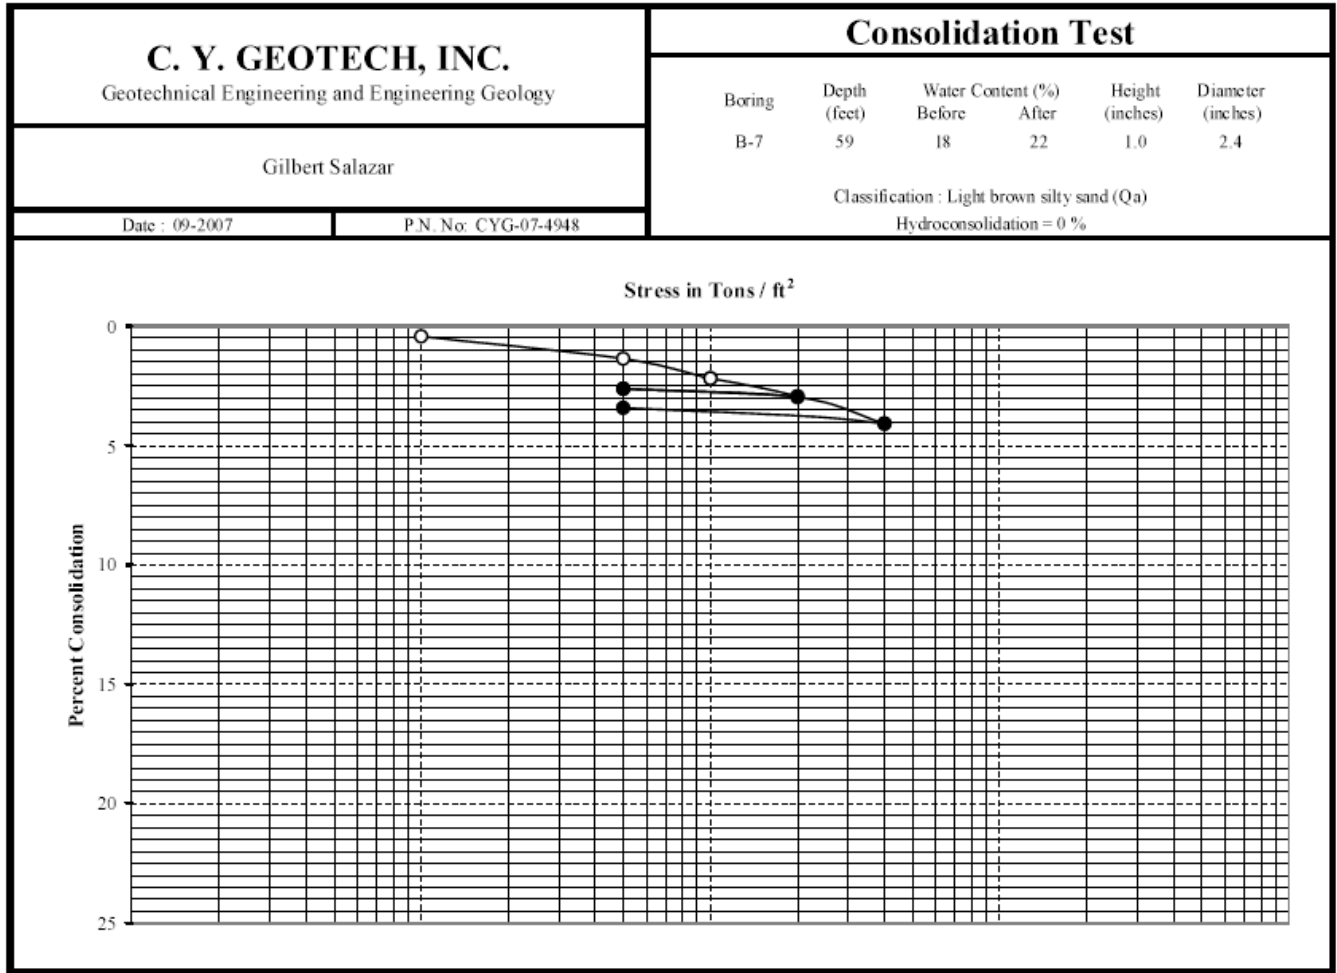 C. Y. GEOTECH, INC.
Geotechnical Engineering and Engineering Geology
Gilbert Salazar
Date : 09-2007
P.N. No: CYG-07-4948
Consolidation Test
Boring Depth (feet) Water Content (%) Before After Height (inches) Diameter (inches)
B-7 59 18 22 1.0 2.4
Classification : Light brown silty sand (Qa)
Hydroconsolidation = 0 %
Stress in Tons / ft²
Percent Consolidation
0
5
10
15
20
25